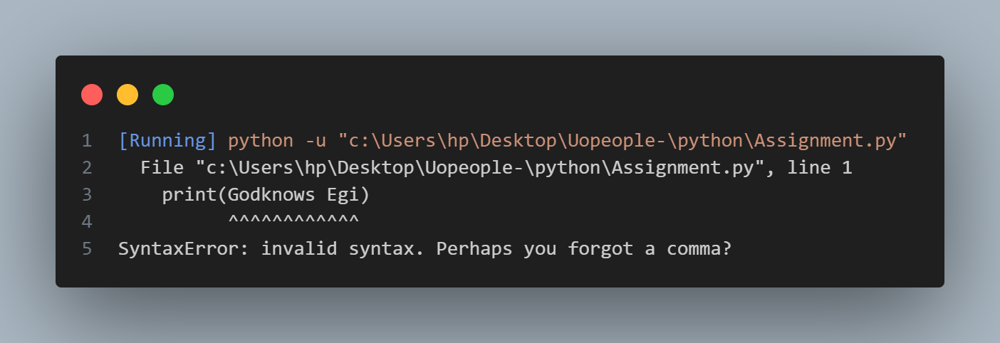 1 [Running] python -u "c:\Users\hp\Desktop\Uopeople-\python\Assignment.py"
2   File "c:\Users\hp\Desktop\Uopeople-\python\Assignment.py", line 1
3     print(Godknows Egi)
4           ^^^^^^^^^^^^
5 SyntaxError: invalid syntax. Perhaps you forgot a comma?